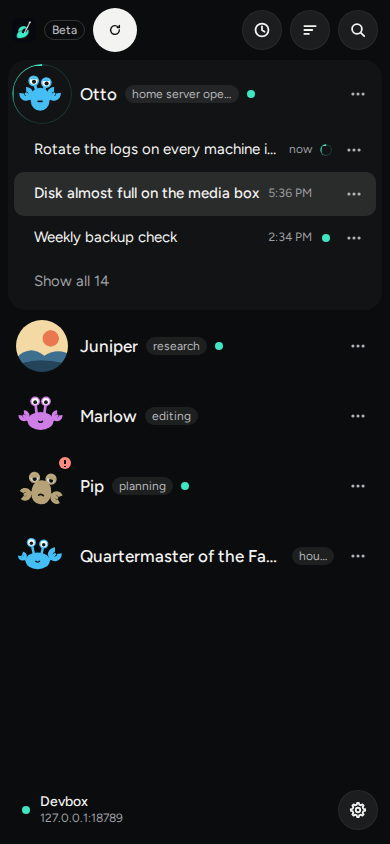 Beta
Otto home server ope...
Rotate the logs on every machine i... now
Disk almost full on the media box 5:36 PM
Weekly backup check 2:34 PM
Show all 14
Juniper research
Marlow editing
Pip planning
Quartermaster of the Fa... hou...
Devbox
127.0.0.1:18789